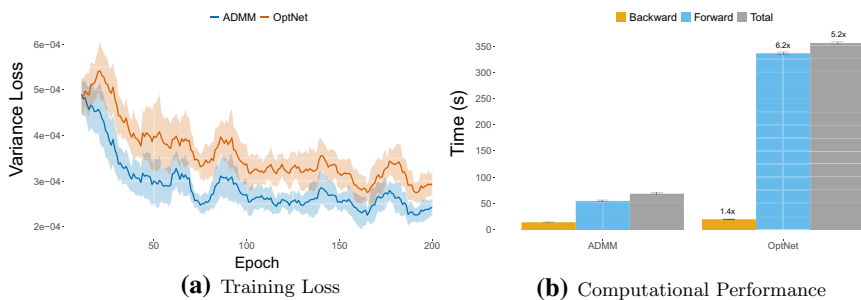 ADMM OptNet
Variance Loss
6e−04
5e−04
4e−04
3e−04
2e−04
50 100 150 200
Epoch
(a) Training Loss
Backward Forward Total
Time (s)
350
300
250
200
150
100
50
0
1.4x
6.2x
5.2x
ADMM OptNet
(b) Computational Performance